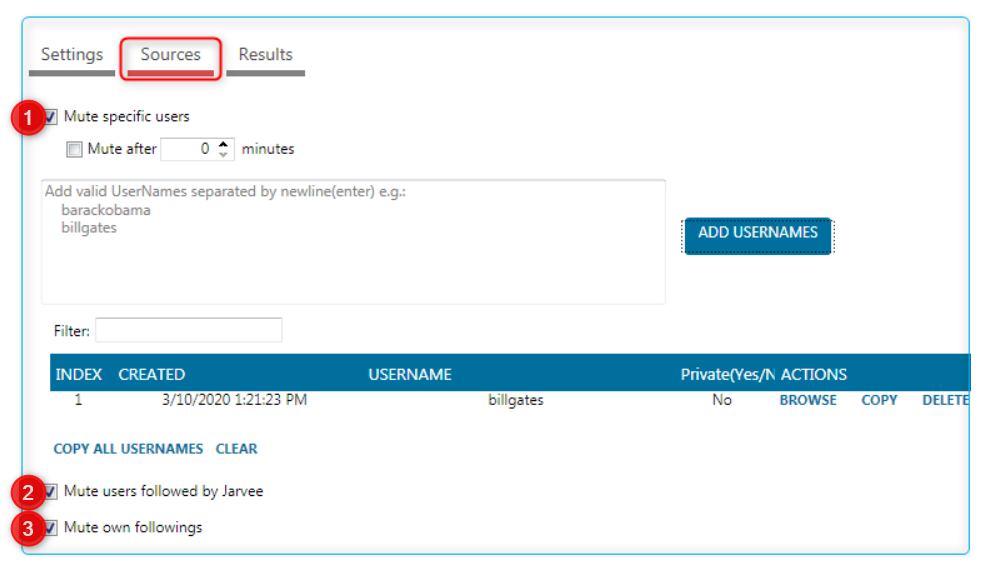 Settings Sources Results
1 Mute specific users
Mute after 0 minutes
Add valid UserNames separated by newline(enter) e.g.:
barackobama
billgates
ADD USERNAMES
Filter:
INDEX CREATED USERNAME Private(Yes/N ACTIONS
1 3/10/2020 1:21:23 PM billgates No BROWSE COPY DELETE
COPY ALL USERNAMES CLEAR
2 Mute users followed by Jarvee
3 Mute own followings